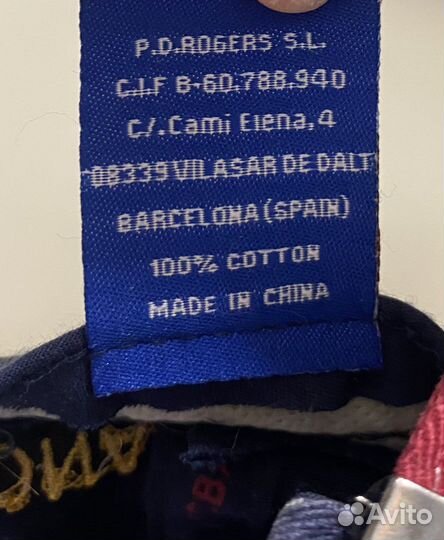 P.D.ROGERS S.L.
C.I.F B-60.788.940
C/.Cami Elena,4
08339 VILASAR DE DALT
BARCELONA (SPAIN)
100% COTTON
MADE IN CHINA
B
Avito